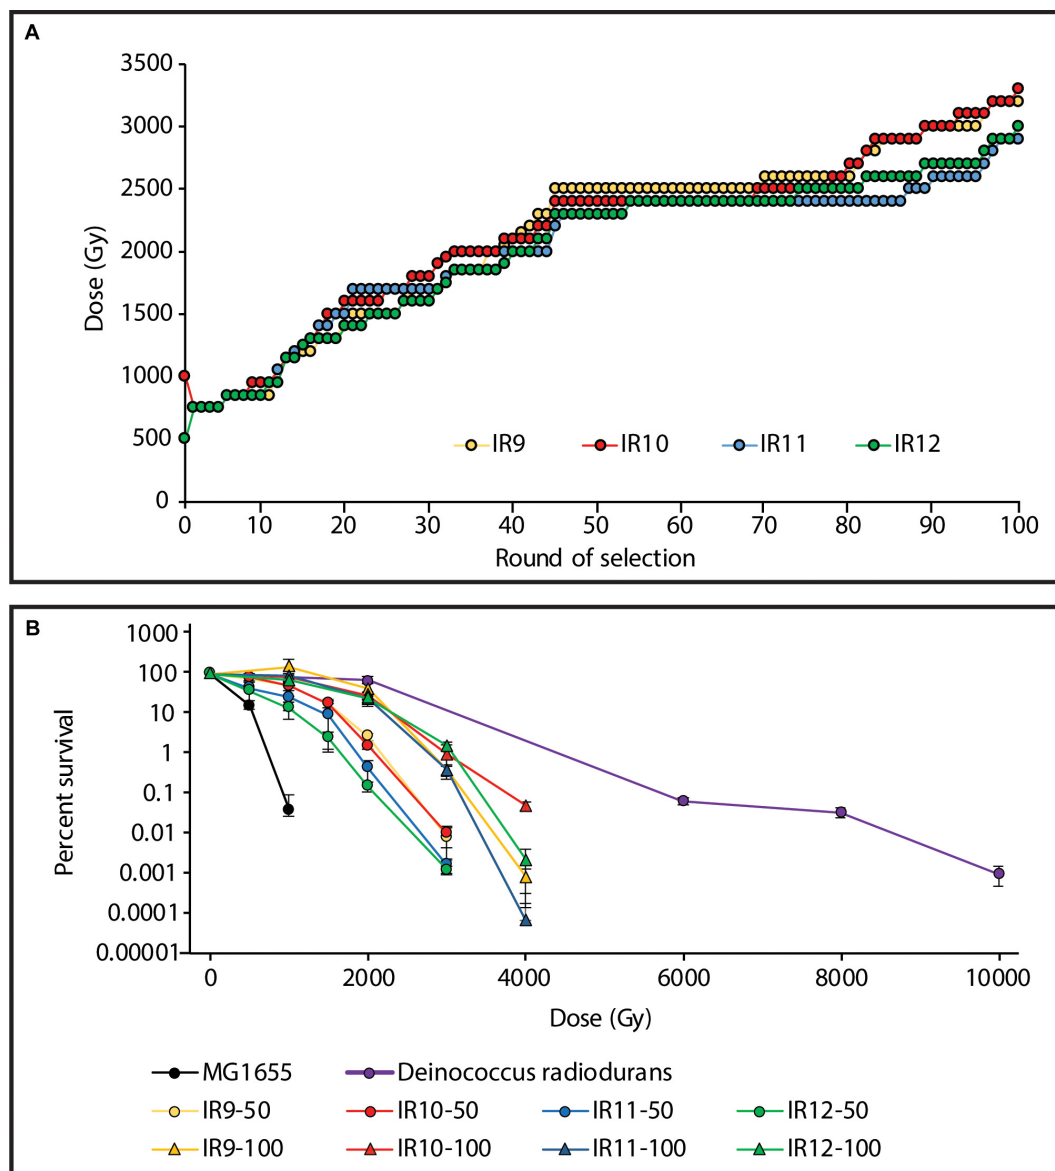 A
3500
3000
2500
2000
1500
1000
500
0
Dose (Gy)
IR9 IR10 IR11 IR12
0 10 20 30 40 50 60 70 80 90 100
Round of selection
B
1000
100
10
1
0.1
0.01
0.001
0.0001
0.00001
Percent survival
0 2000 4000 6000 8000 10000
Dose (Gy)
MG1655 Deinococcus radiodurans
IR9-50 IR10-50 IR11-50 IR12-50
IR9-100 IR10-100 IR11-100 IR12-100